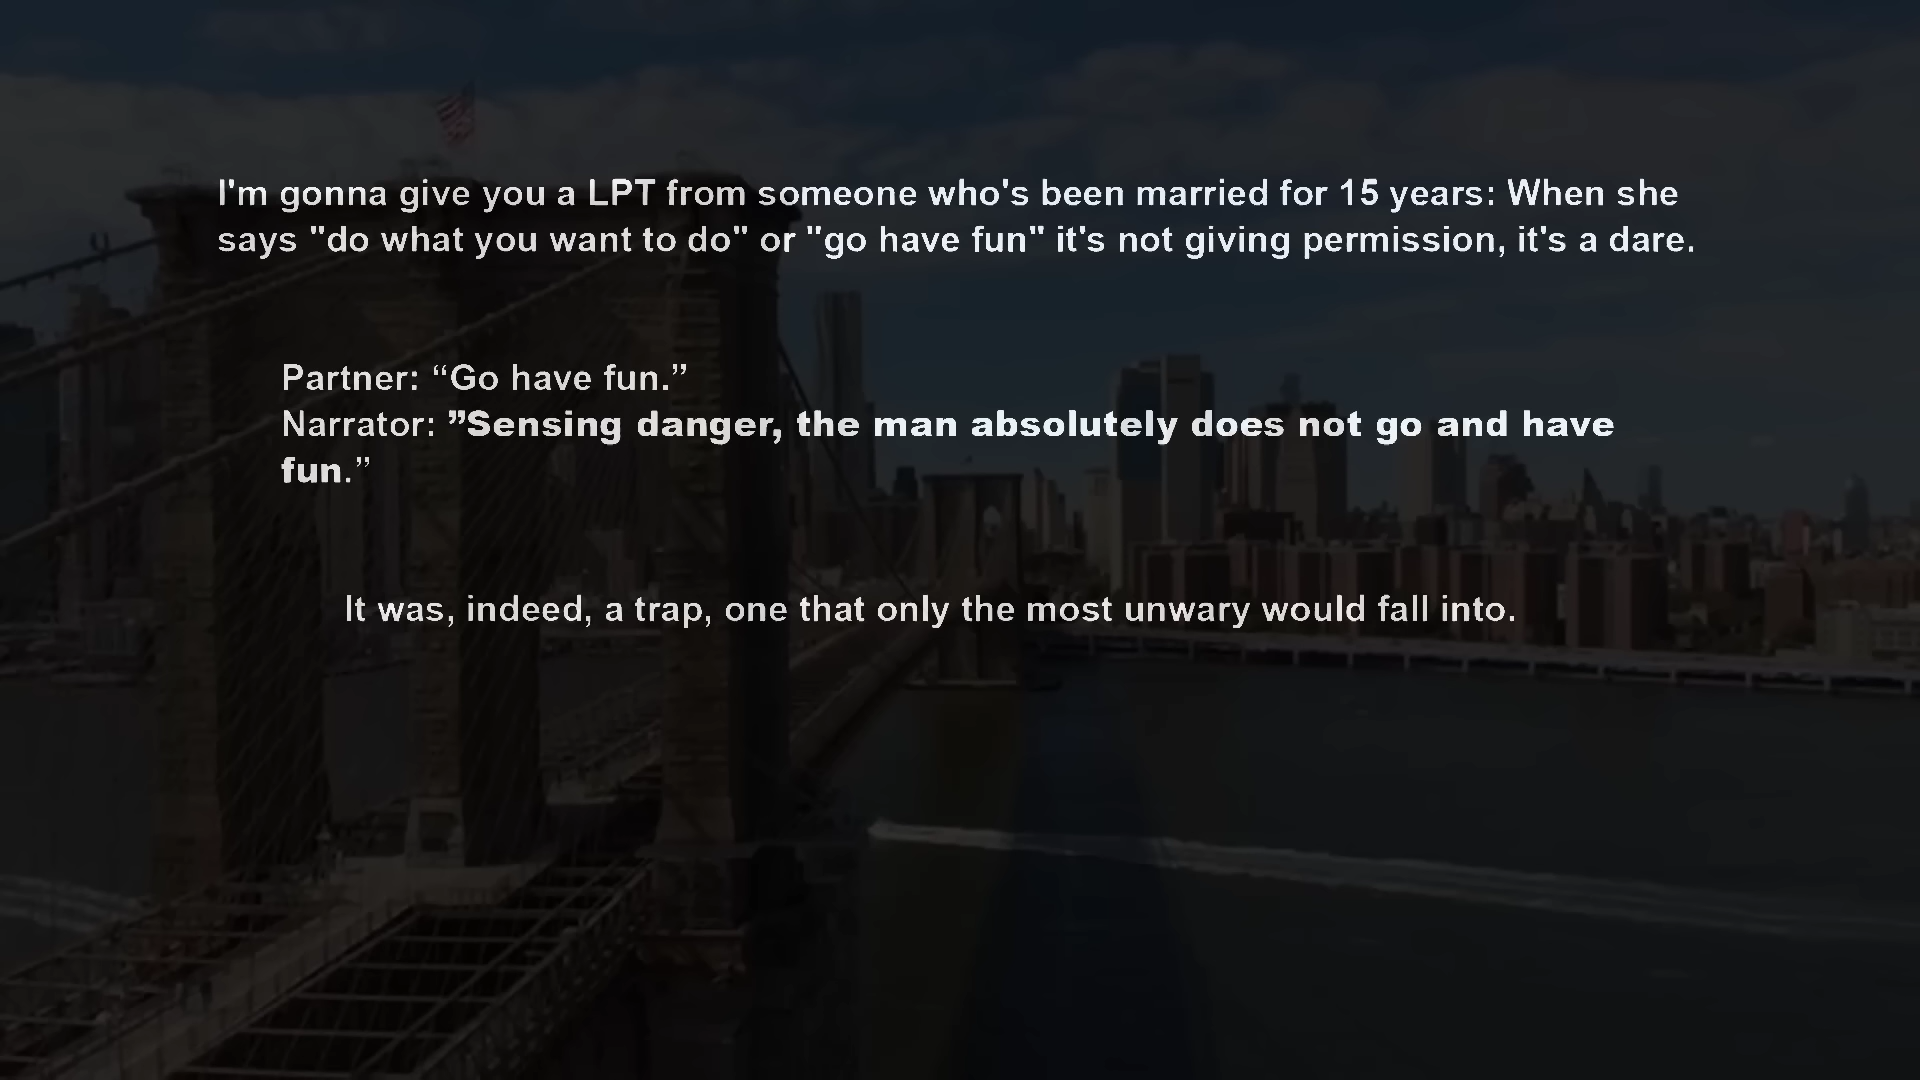 I'm gonna give you a LPT from someone who's been married for 15 years: When she
says "do what you want to do" or "go have fun" it's not giving permission, it's a dare.
Partner: “Go have fun.”
Narrator: ”Sensing danger, the man absolutely does not go and have
fun.”
It was, indeed, a trap, one that only the most unwary would fall into.